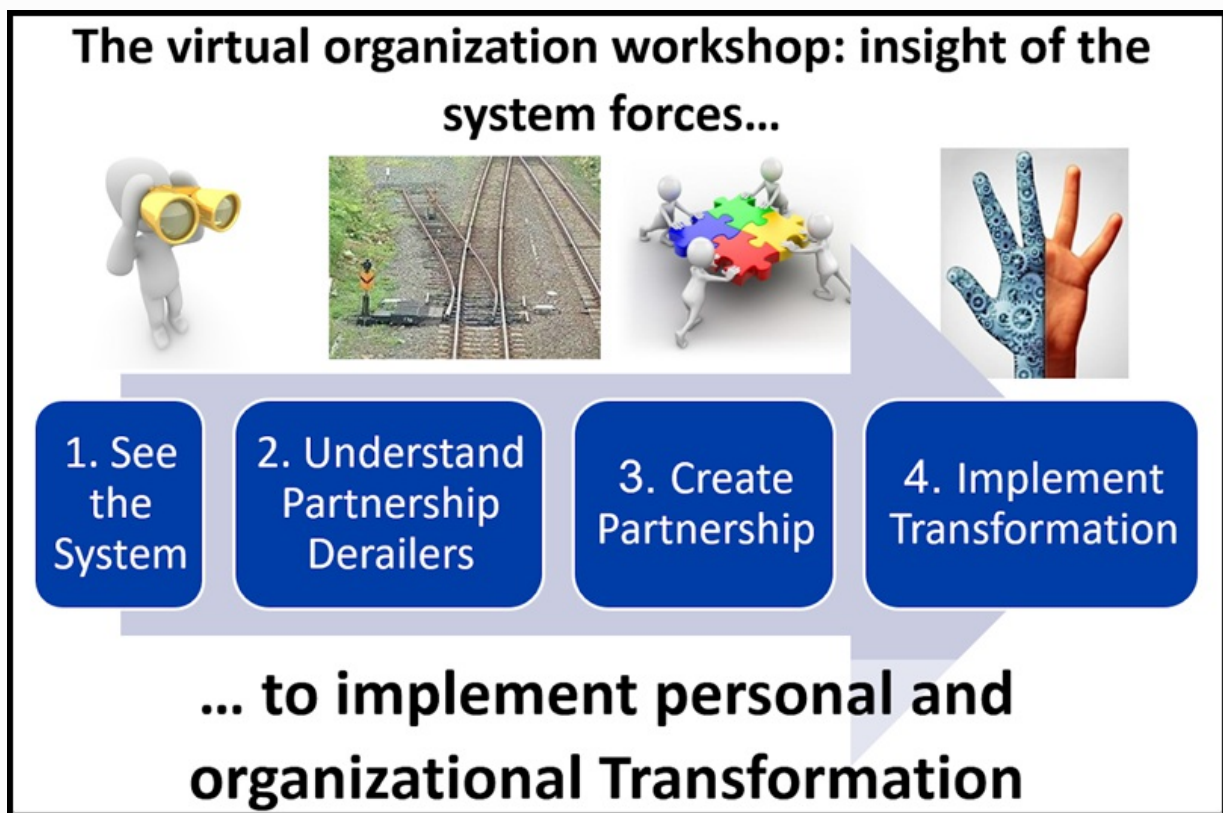 The virtual organization workshop: insight of the
system forces...
1. See
the
System
2. Understand
Partnership
Derailers
3. Create
Partnership
4. Implement
Transformation
... to implement personal and
organizational Transformation